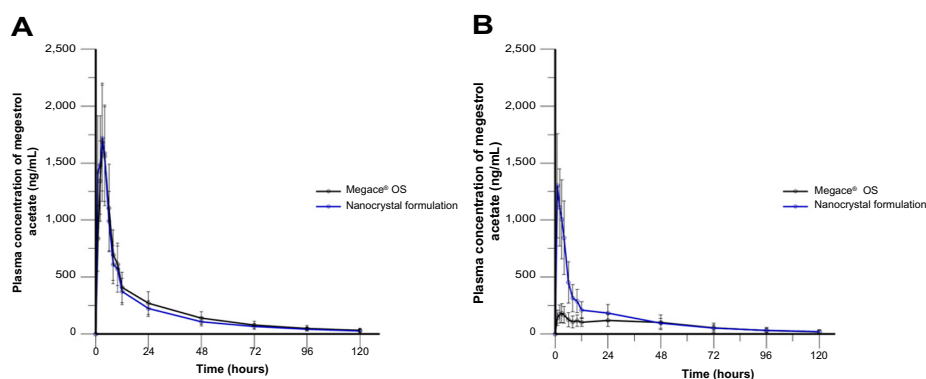 A
Plasma concentration of megestrol
acetate (ng/mL)
2,500
2,000
1,500
1,000
500
0
0 24 48 72 96 120
Time (hours)
Megace® OS
Nanocrystal formulation
B
Plasma concentration of megestrol
acetate (ng/mL)
2,500
2,000
1,500
1,000
500
0
0 24 48 72 96 120
Time (hours)
Megace® OS
Nanocrystal formulation